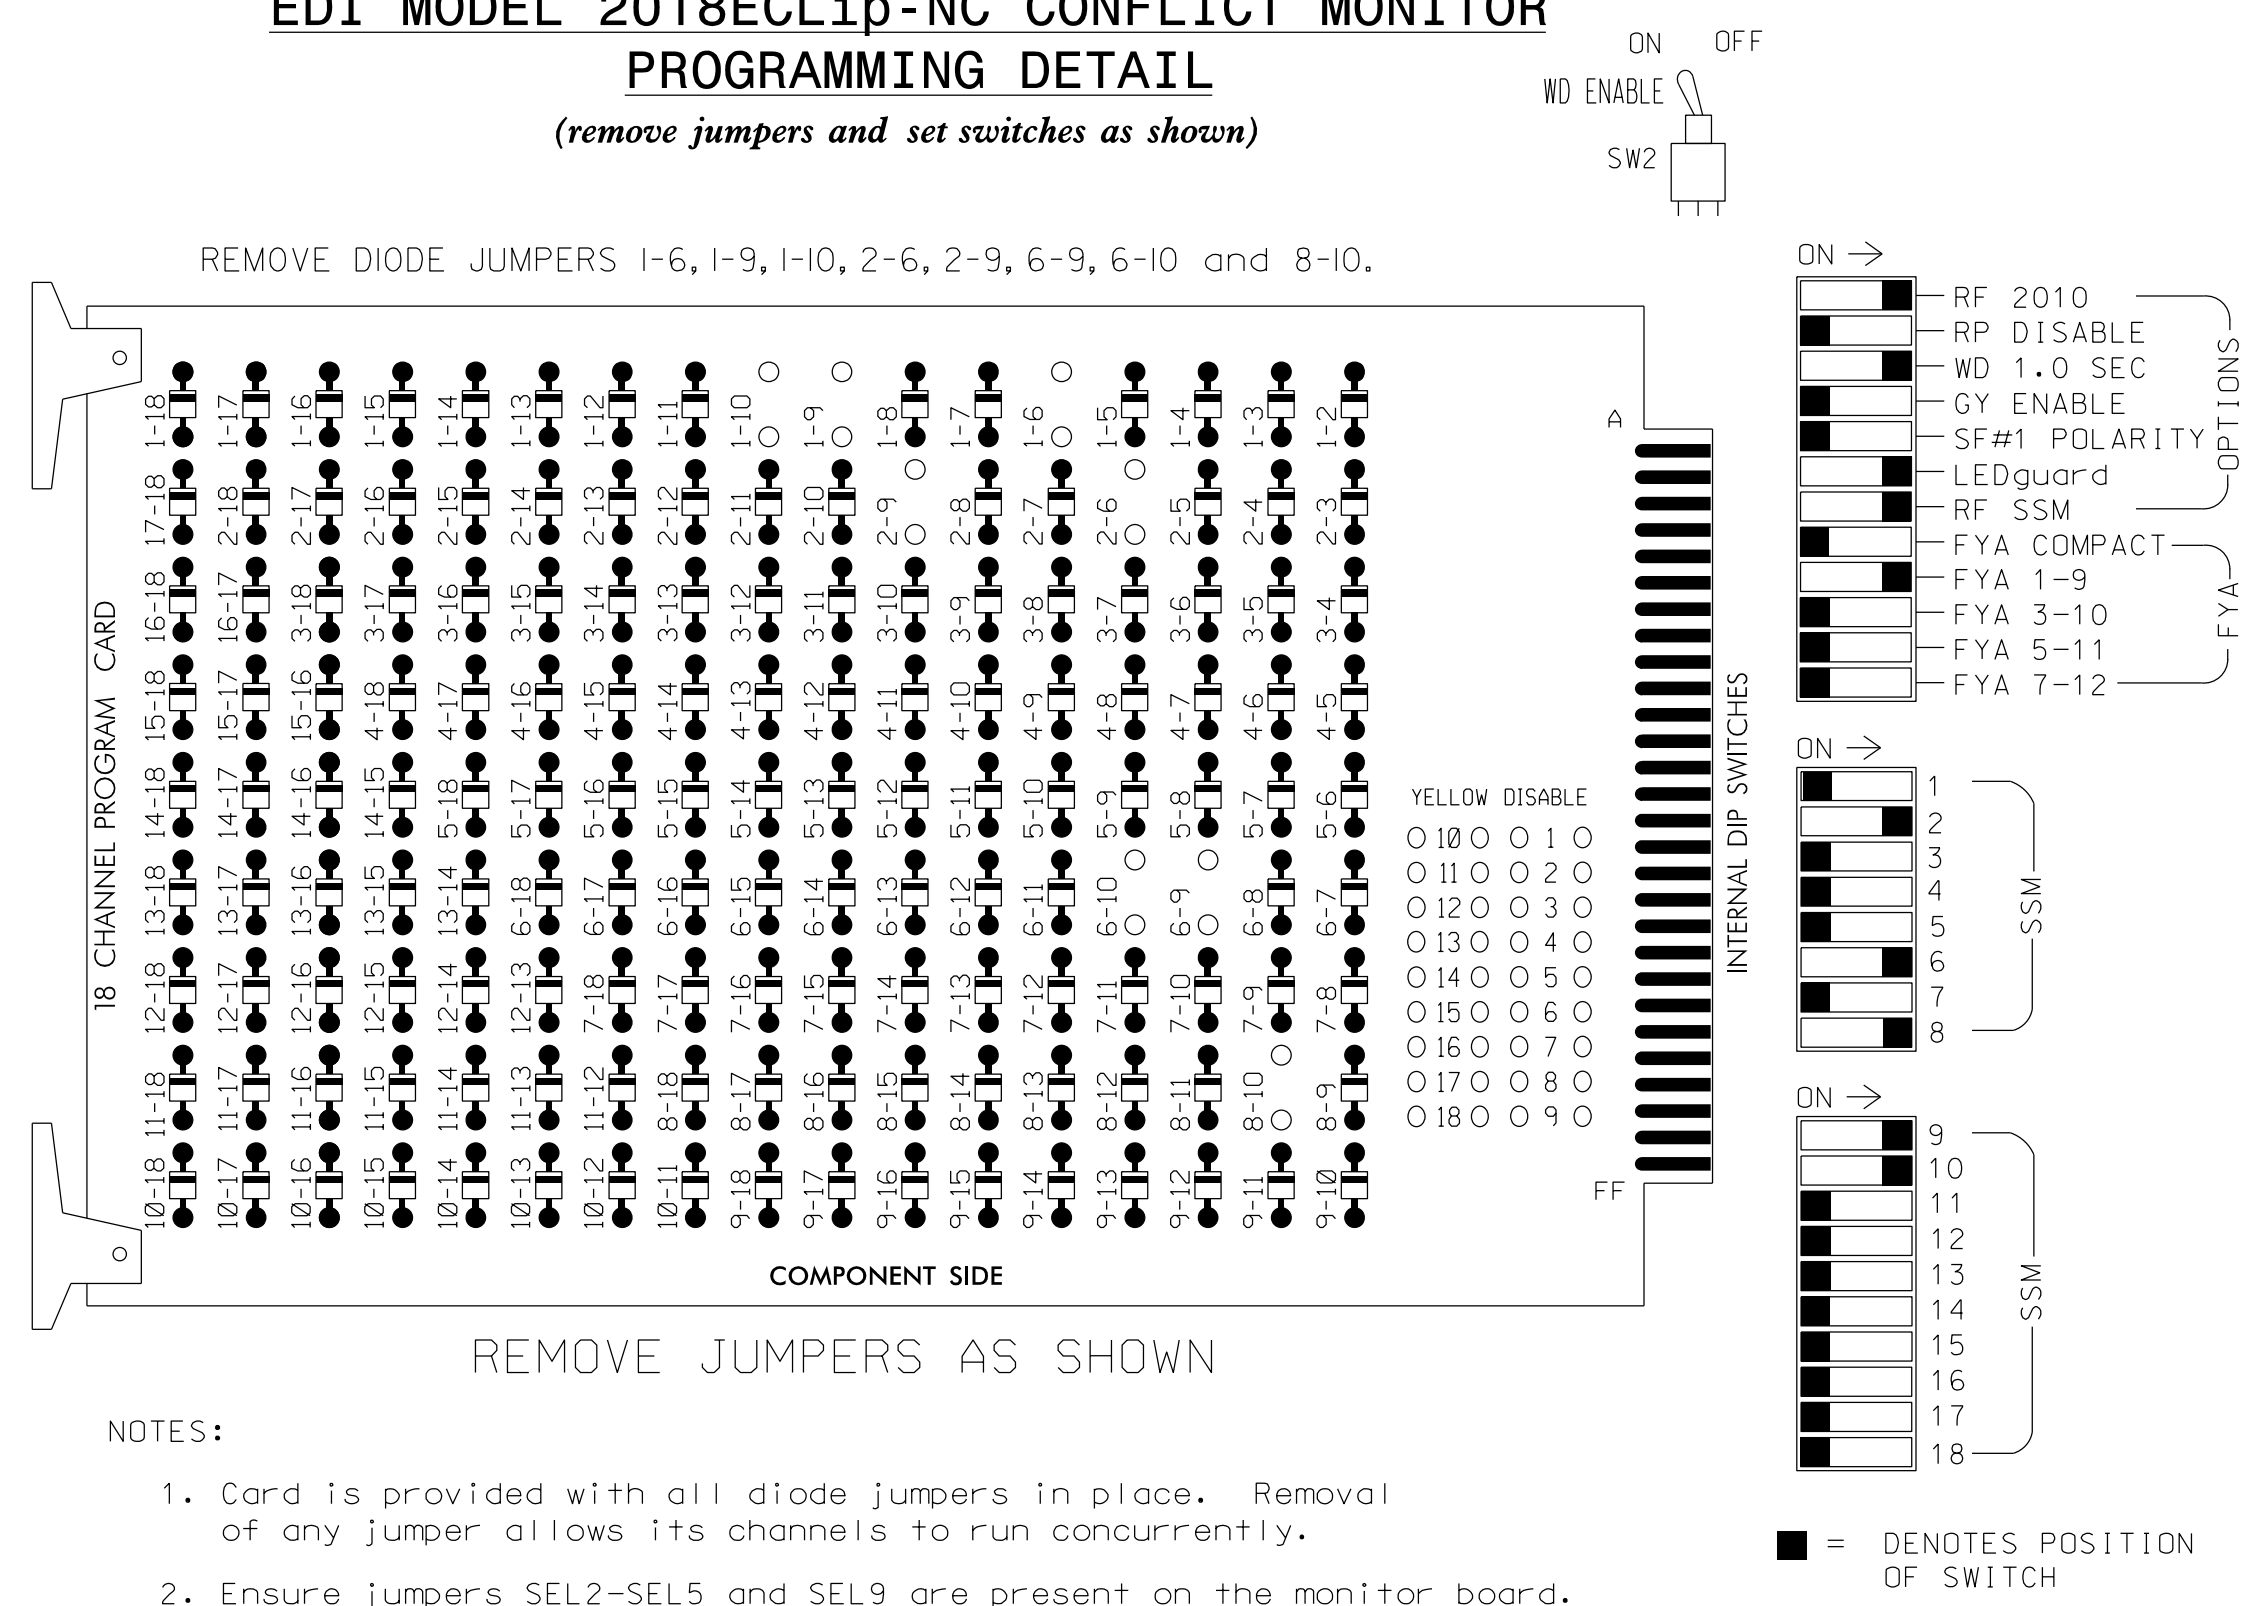 EDI MODEL 2018ECLip-NC CONFLICT MONITOR
PROGRAMMING DETAIL
(remove jumpers and set switches as shown)
ON OFF
WD ENABLE
SW2
REMOVE DIODE JUMPERS 1-6, 1-9, 1-10, 2-6, 2-9, 6-9, 6-10 and 8-10.
18 CHANNEL PROGRAM CARD
1-18 1-17 1-16 1-15 1-14 1-13 1-12 1-11 1-10 1-9 1-8 1-7 1-6 1-5 1-4 1-3 1-2
17-18 2-18 2-17 2-16 2-15 2-14 2-13 2-12 2-11 2-10 2-9 2-8 2-7 2-6 2-5 2-4 2-3
16-18 16-17 3-18 3-17 3-16 3-15 3-14 3-13 3-12 3-11 3-10 3-9 3-8 3-7 3-6 3-5 3-4
15-18 15-17 15-16 4-18 4-17 4-16 4-15 4-14 4-13 4-12 4-11 4-10 4-9 4-8 4-7 4-6 4-5
14-18 14-17 14-16 14-15 5-18 5-17 5-16 5-15 5-14 5-13 5-12 5-11 5-10 5-9 5-8 5-7 5-6
13-18 13-17 13-16 13-15 13-14 6-18 6-17 6-16 6-15 6-14 6-13 6-12 6-11 6-10 6-9 6-8 6-7
12-18 12-17 12-16 12-15 12-14 12-13 7-18 7-17 7-16 7-15 7-14 7-13 7-12 7-11 7-10 7-9 7-8
11-18 11-17 11-16 11-15 11-14 11-13 11-12 8-18 8-17 8-16 8-15 8-14 8-13 8-12 8-11 8-10 8-9
10-18 10-17 10-16 10-15 10-14 10-13 10-12 10-11 9-18 9-17 9-16 9-15 9-14 9-13 9-12 9-11 9-10
A
YELLOW DISABLE
10 1
11 2
12 3
13 4
14 5
15 6
16 7
17 8
18 9
FF
COMPONENT SIDE
INTERNAL DIP SWITCHES
ON →
RF 2010
RP DISABLE
WD 1.0 SEC
GY ENABLE
SF#1 POLARITY
LEDguard
RF SSM
OPTIONS
FYA COMPACT
FYA 1-9
FYA 3-10
FYA 5-11
FYA 7-12
FYA
ON →
1
2
3
4
5
6
7
8
SSM
ON →
9
10
11
12
13
14
15
16
17
18
SSM
REMOVE JUMPERS AS SHOWN
NOTES:
1. Card is provided with all diode jumpers in place. Removal
of any jumper allows its channels to run concurrently.
2. Ensure jumpers SEL2-SEL5 and SEL9 are present on the monitor board.
= DENOTES POSITION
OF SWITCH